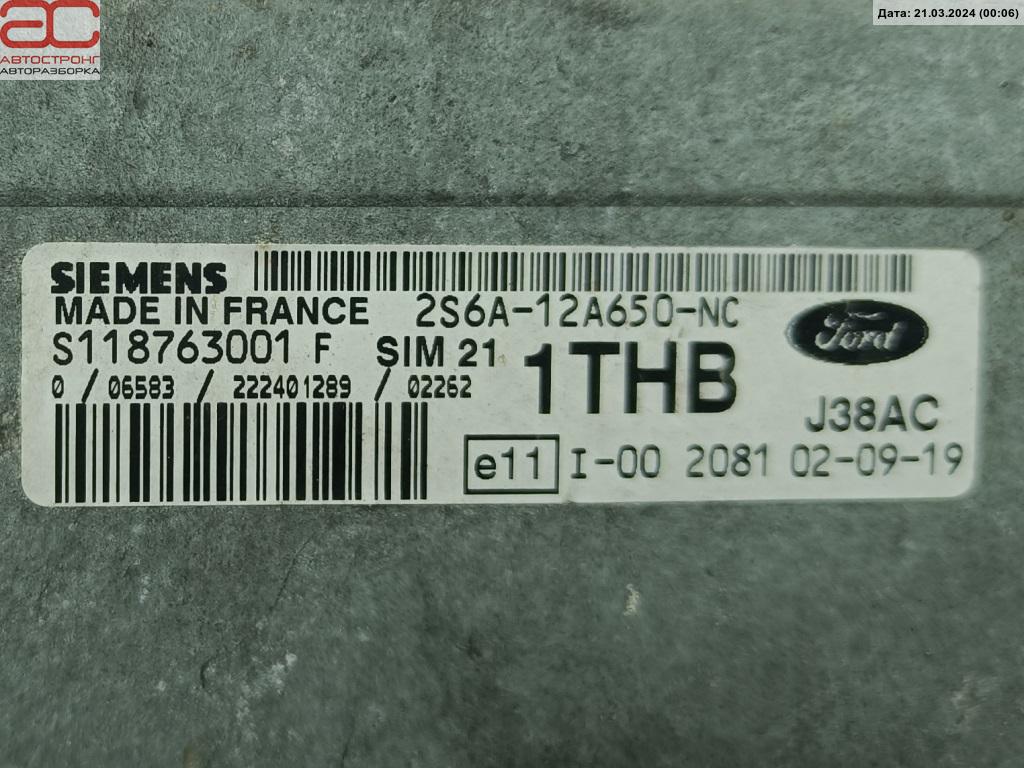 AC
АВТОСТРОНГ
АВТОРАЗБОРКА
Дата: 21.03.2024 (00:06)
SIEMENS
MADE IN FRANCE
2S6A-12A650-NC
Ford
S118763001 F
SIM 21
1THB
0 / 06583 / 222401289 / 02262
J38AC
e11
I-00 2081 02-09-19